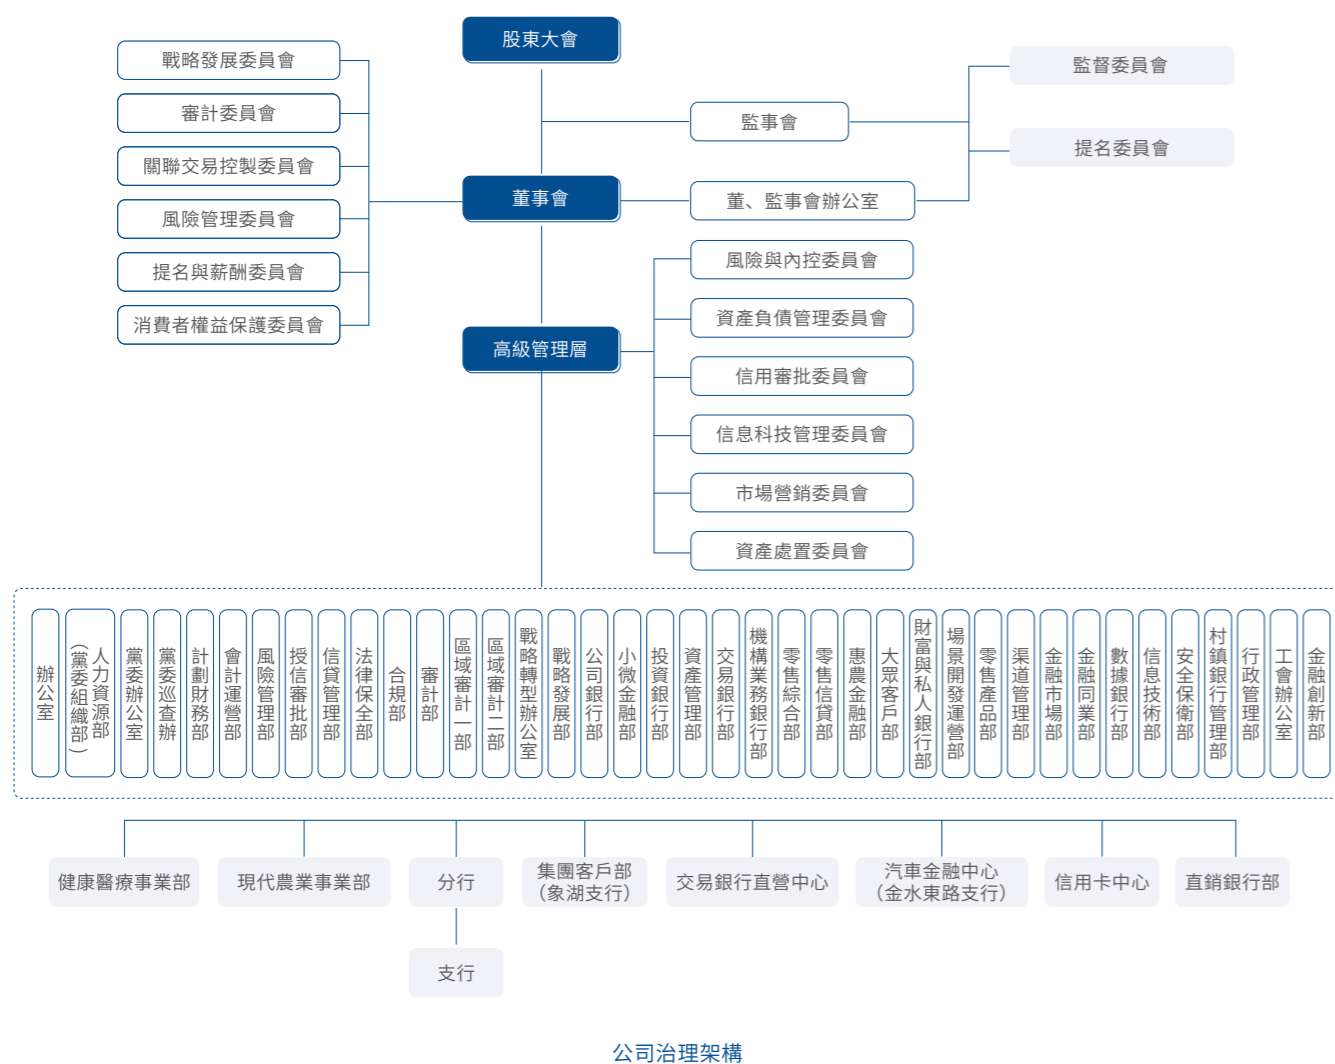 股東大會
戰略發展委員會
審計委員會
關聯交易控製委員會
風險管理委員會
提名與薪酬委員會
消費者權益保護委員會
監事會
監督委員會
提名委員會
董事會
董、監事會辦公室
高級管理層
風險與內控委員會
資產負債管理委員會
信用審批委員會
信息科技管理委員會
市場營銷委員會
資產處置委員會
辦公室
人力資源部
（黨委組織部）
黨委辦公室
黨委巡查辦
計劃財務部
會計運營部
風險管理部
授信審批部
信貸管理部
法律保全部
合規部
審計部
區域審計一部
區域審計二部
戰略轉型辦公室
戰略發展部
公司銀行部
小微金融部
投資銀行部
資產管理部
交易銀行部
機構業務銀行部
零售綜合部
零售信貸部
惠農金融部
大眾客戶部
財富與私人銀行部
場景開發運營部
零售產品部
渠道管理部
金融市場部
金融同業部
數據銀行部
信息技術部
安全保衛部
村鎮銀行管理部
行政管理部
工會辦公室
金融創新部
健康醫療事業部
現代農業事業部
分行
集團客戶部
（象湖支行）
交易銀行直營中心
汽車金融中心
（金水東路支行）
信用卡中心
直銷銀行部
支行
公司治理架構